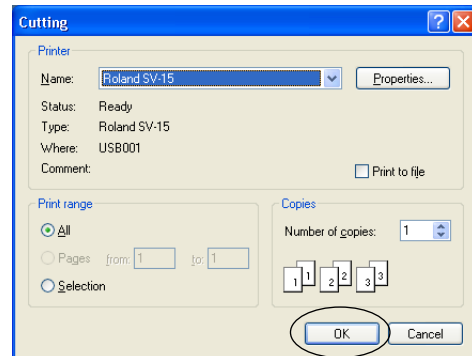 Cutting
Printer
Name: Roland SV-15 Properties...
Status: Ready
Type: Roland SV-15
Where: USB001
Comment: Print to file
Print range
All
Pages from: 1 to: 1
Selection
Copies
Number of copies: 1
1 1 2 2 3 3
OK Cancel